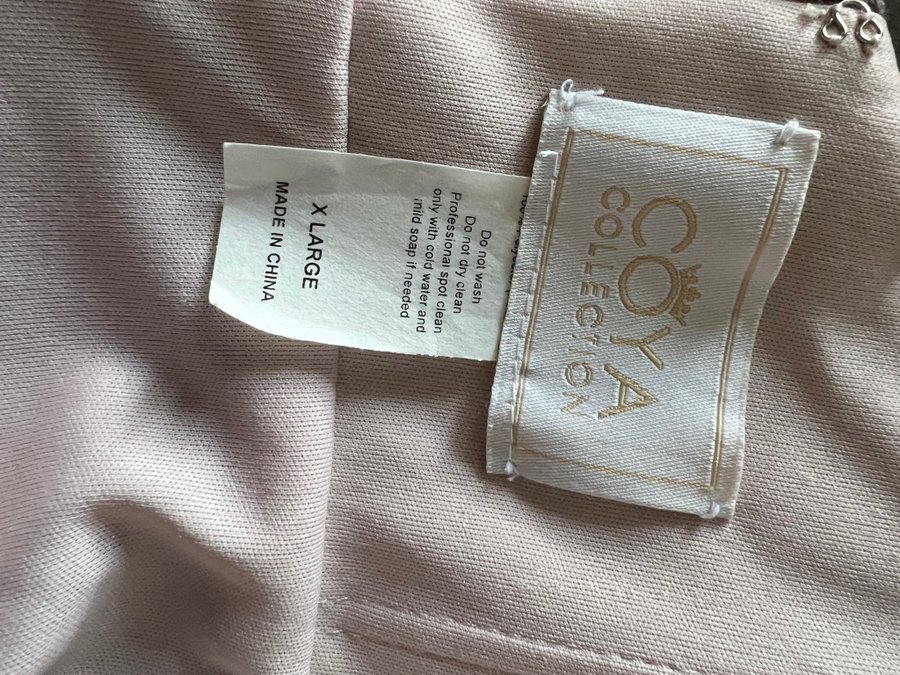 COYA
COLLECTION
Do not wash
Do not dry clean
Professional spot clean
only with cold water and
mild soap if needed
X LARGE
MADE IN CHINA